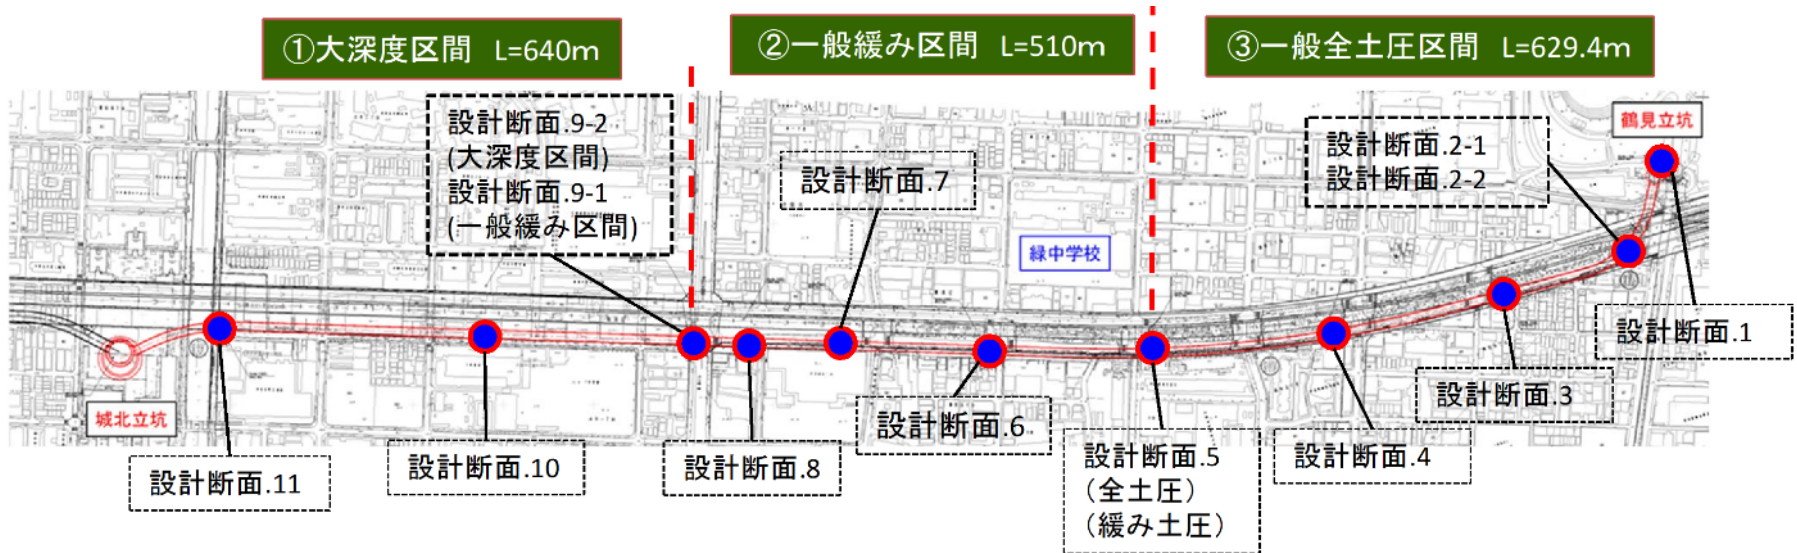 ①大深度区間 L=640m
②一般緩み区間 L=510m
③一般全土圧区間 L=629.4m
設計断面.9-2
(大深度区間)
設計断面.9-1
(一般緩み区間)
設計断面.7
設計断面.2-1
設計断面.2-2
鶴見立坑
緑中学校
設計断面.1
設計断面.3
城北立坑
設計断面.11
設計断面.10
設計断面.8
設計断面.6
設計断面.5
(全土圧)
(緩み土圧)
設計断面.4